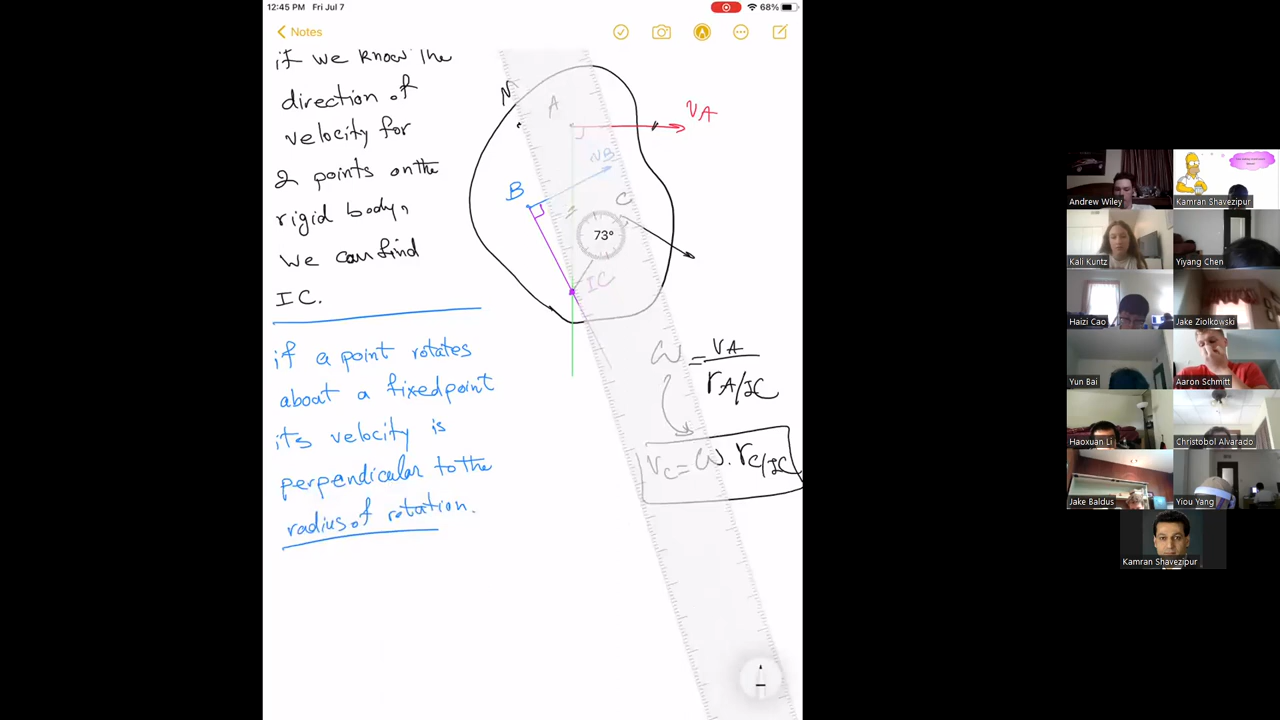 12:45 PM Fri Jul 7
68%
Notes
if we know the
direction of
velocity for
2 points on the
rigid body,
we can find
IC.
if a point rotates
about a fixed point
its velocity is
perpendicular to the
radius of rotation.
A
VA
VB
B
C
73°
IC
ω = VA / rA/IC
VC = ω. rC/IC
Andrew Wiley
Kamran Shavezipur
Kali Kuntz
Yiyang Chen
Haizi Cao
Jake Ziolkowski
Yun Bai
Aaron Schmitt
Haoxuan Li
Christobol Alvarado
Jake Baldus
Yiou Yang
Kamran Shavezipur